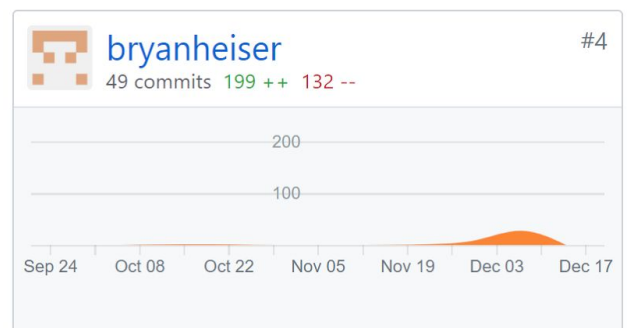 bryanheiser
#4
49 commits 199 ++ 132 --
200
100
Sep 24 Oct 08 Oct 22 Nov 05 Nov 19 Dec 03 Dec 17